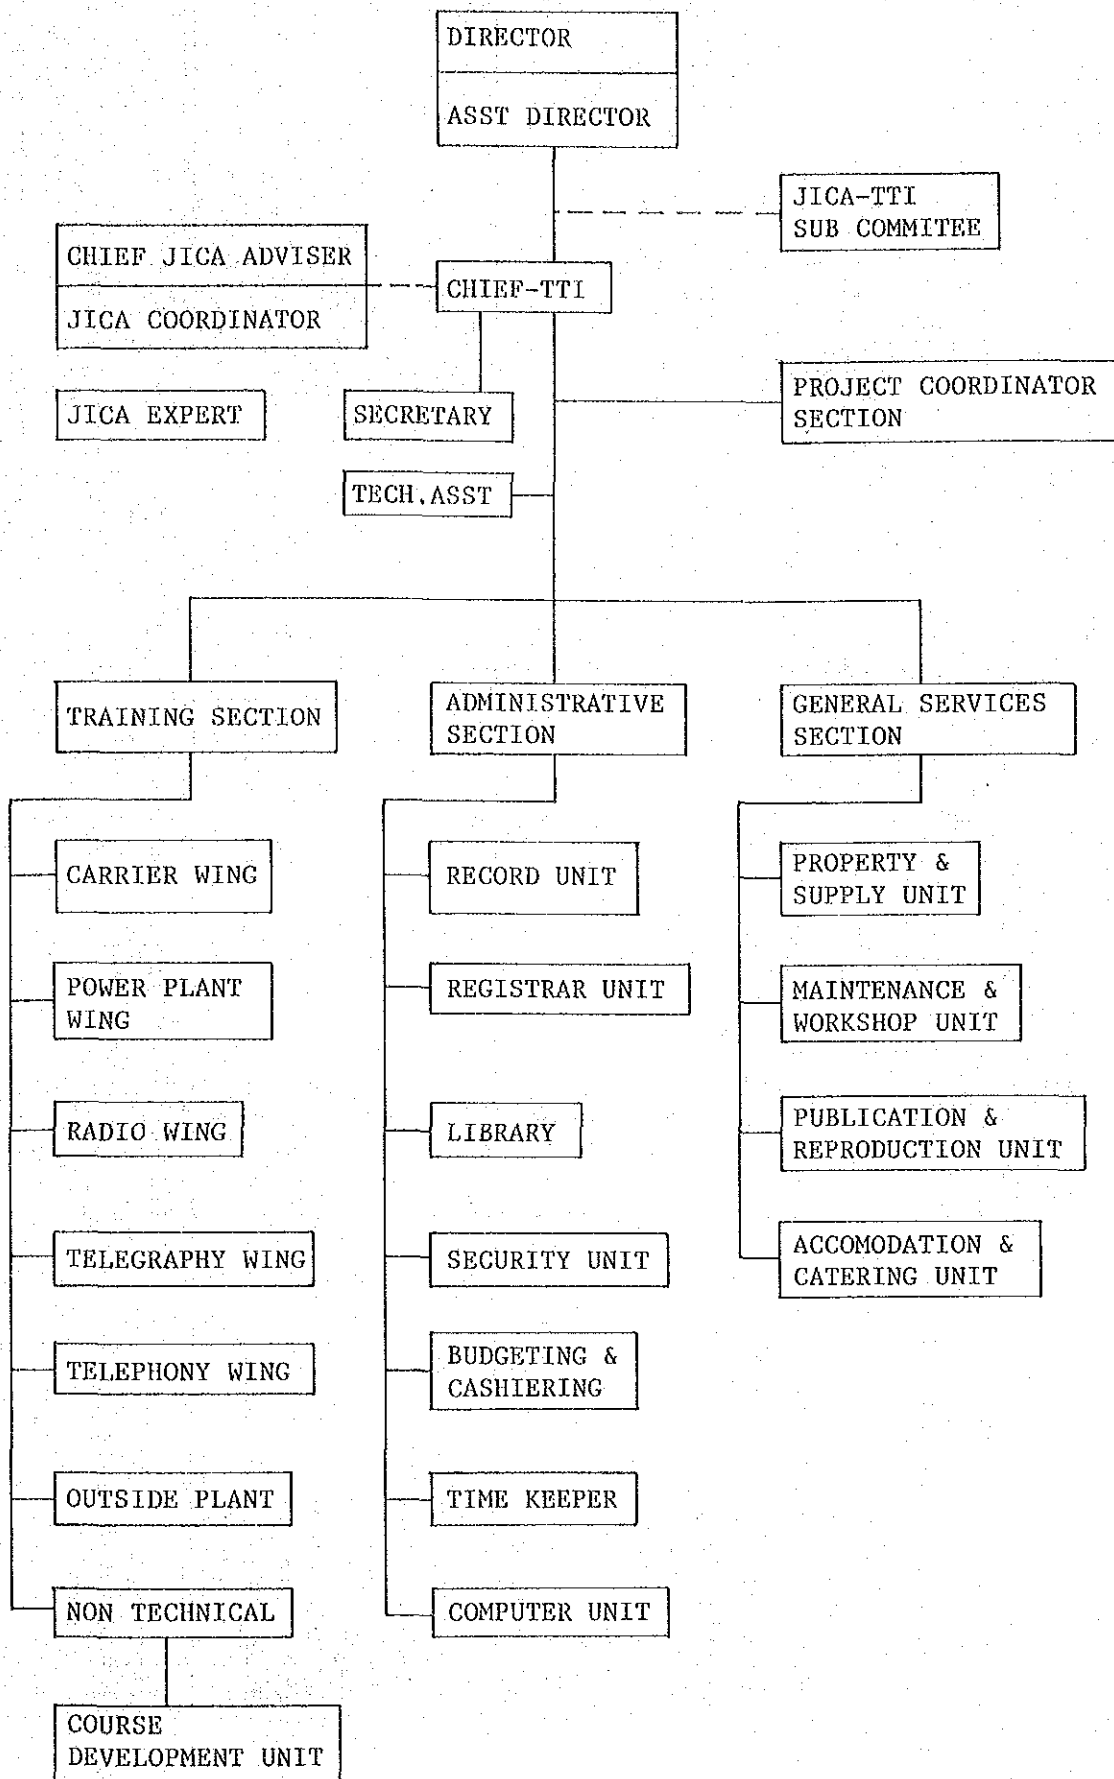 DIRECTOR
ASST DIRECTOR
JICA-TTI
SUB COMMITEE
CHIEF JICA ADVISER
JICA COORDINATOR
CHIEF-TTI
JICA EXPERT
SECRETARY
PROJECT COORDINATOR
SECTION
TECH.ASST
TRAINING SECTION
ADMINISTRATIVE
SECTION
GENERAL SERVICES
SECTION
CARRIER WING
POWER PLANT
WING
RADIO WING
TELEGRAPHY WING
TELEPHONY WING
OUTSIDE PLANT
NON TECHNICAL
COURSE
DEVELOPMENT UNIT
RECORD UNIT
REGISTRAR UNIT
LIBRARY
SECURITY UNIT
BUDGETING &
CASHIERING
TIME KEEPER
COMPUTER UNIT
PROPERTY &
SUPPLY UNIT
MAINTENANCE &
WORKSHOP UNIT
PUBLICATION &
REPRODUCTION UNIT
ACCOMODATION &
CATERING UNIT